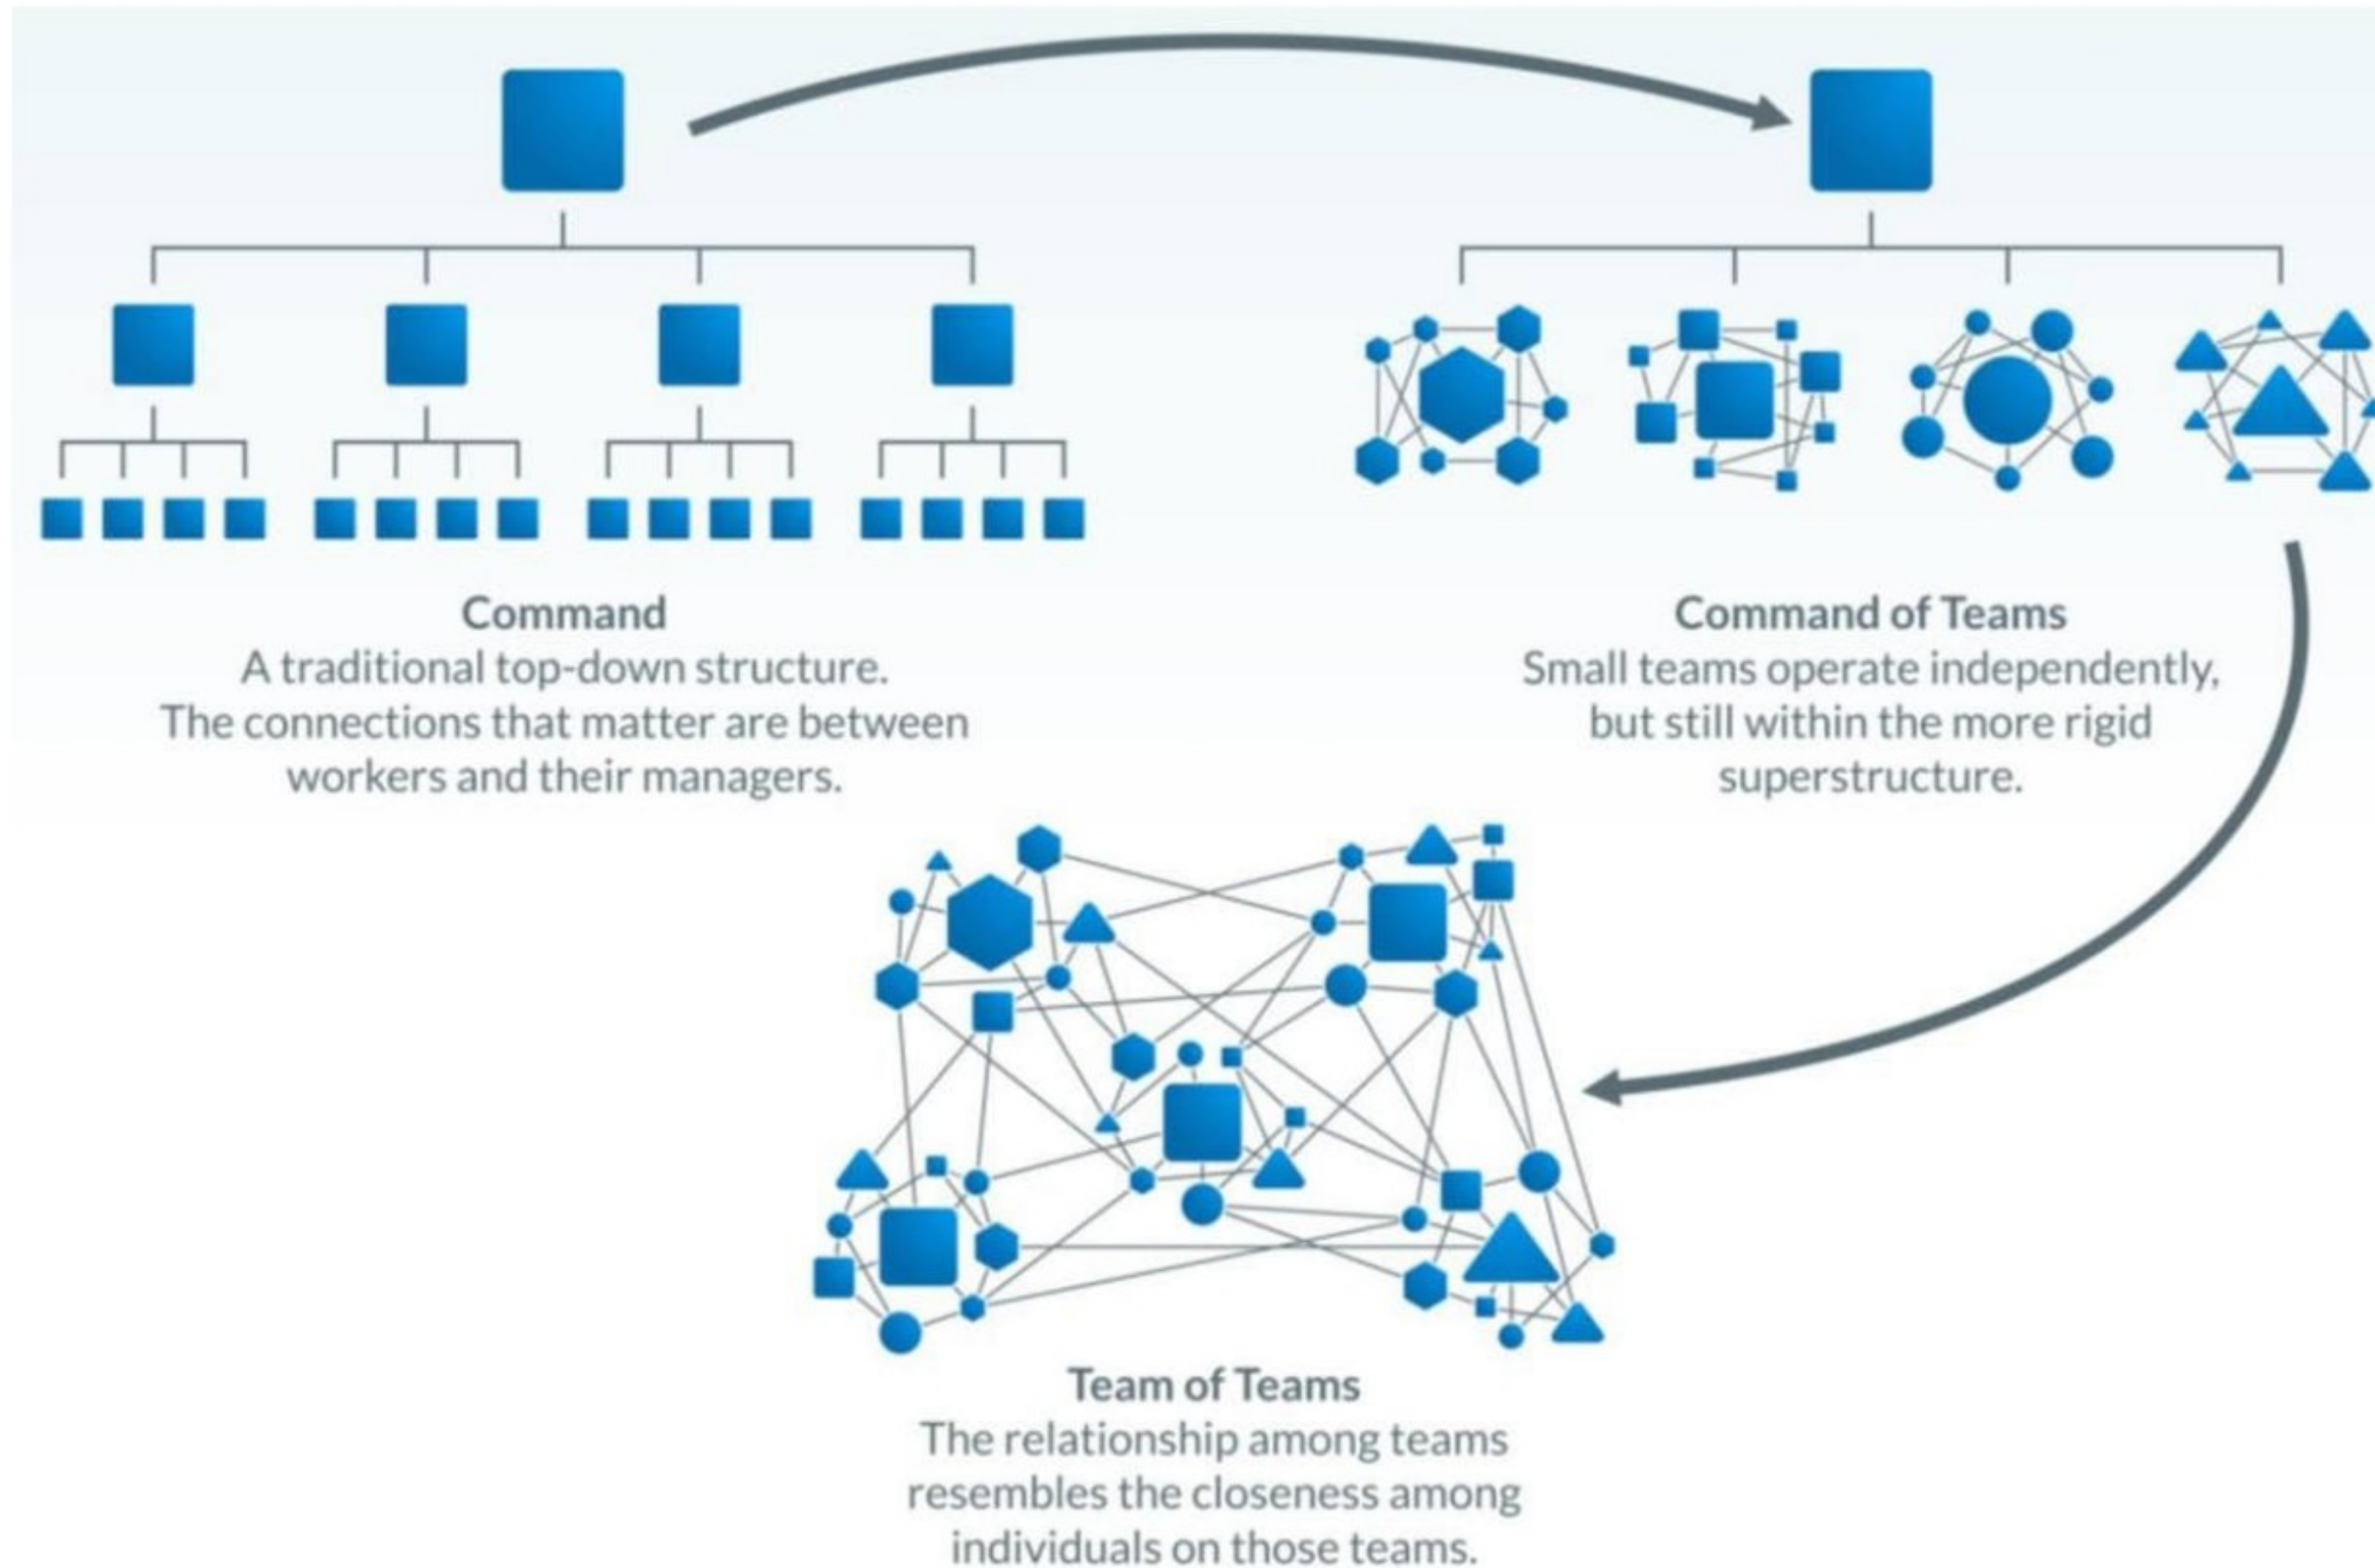 Command
A traditional top-down structure.
The connections that matter are between
workers and their managers.
Command of Teams
Small teams operate independently,
but still within the more rigid
superstructure.
Team of Teams
The relationship among teams
resembles the closeness among
individuals on those teams.